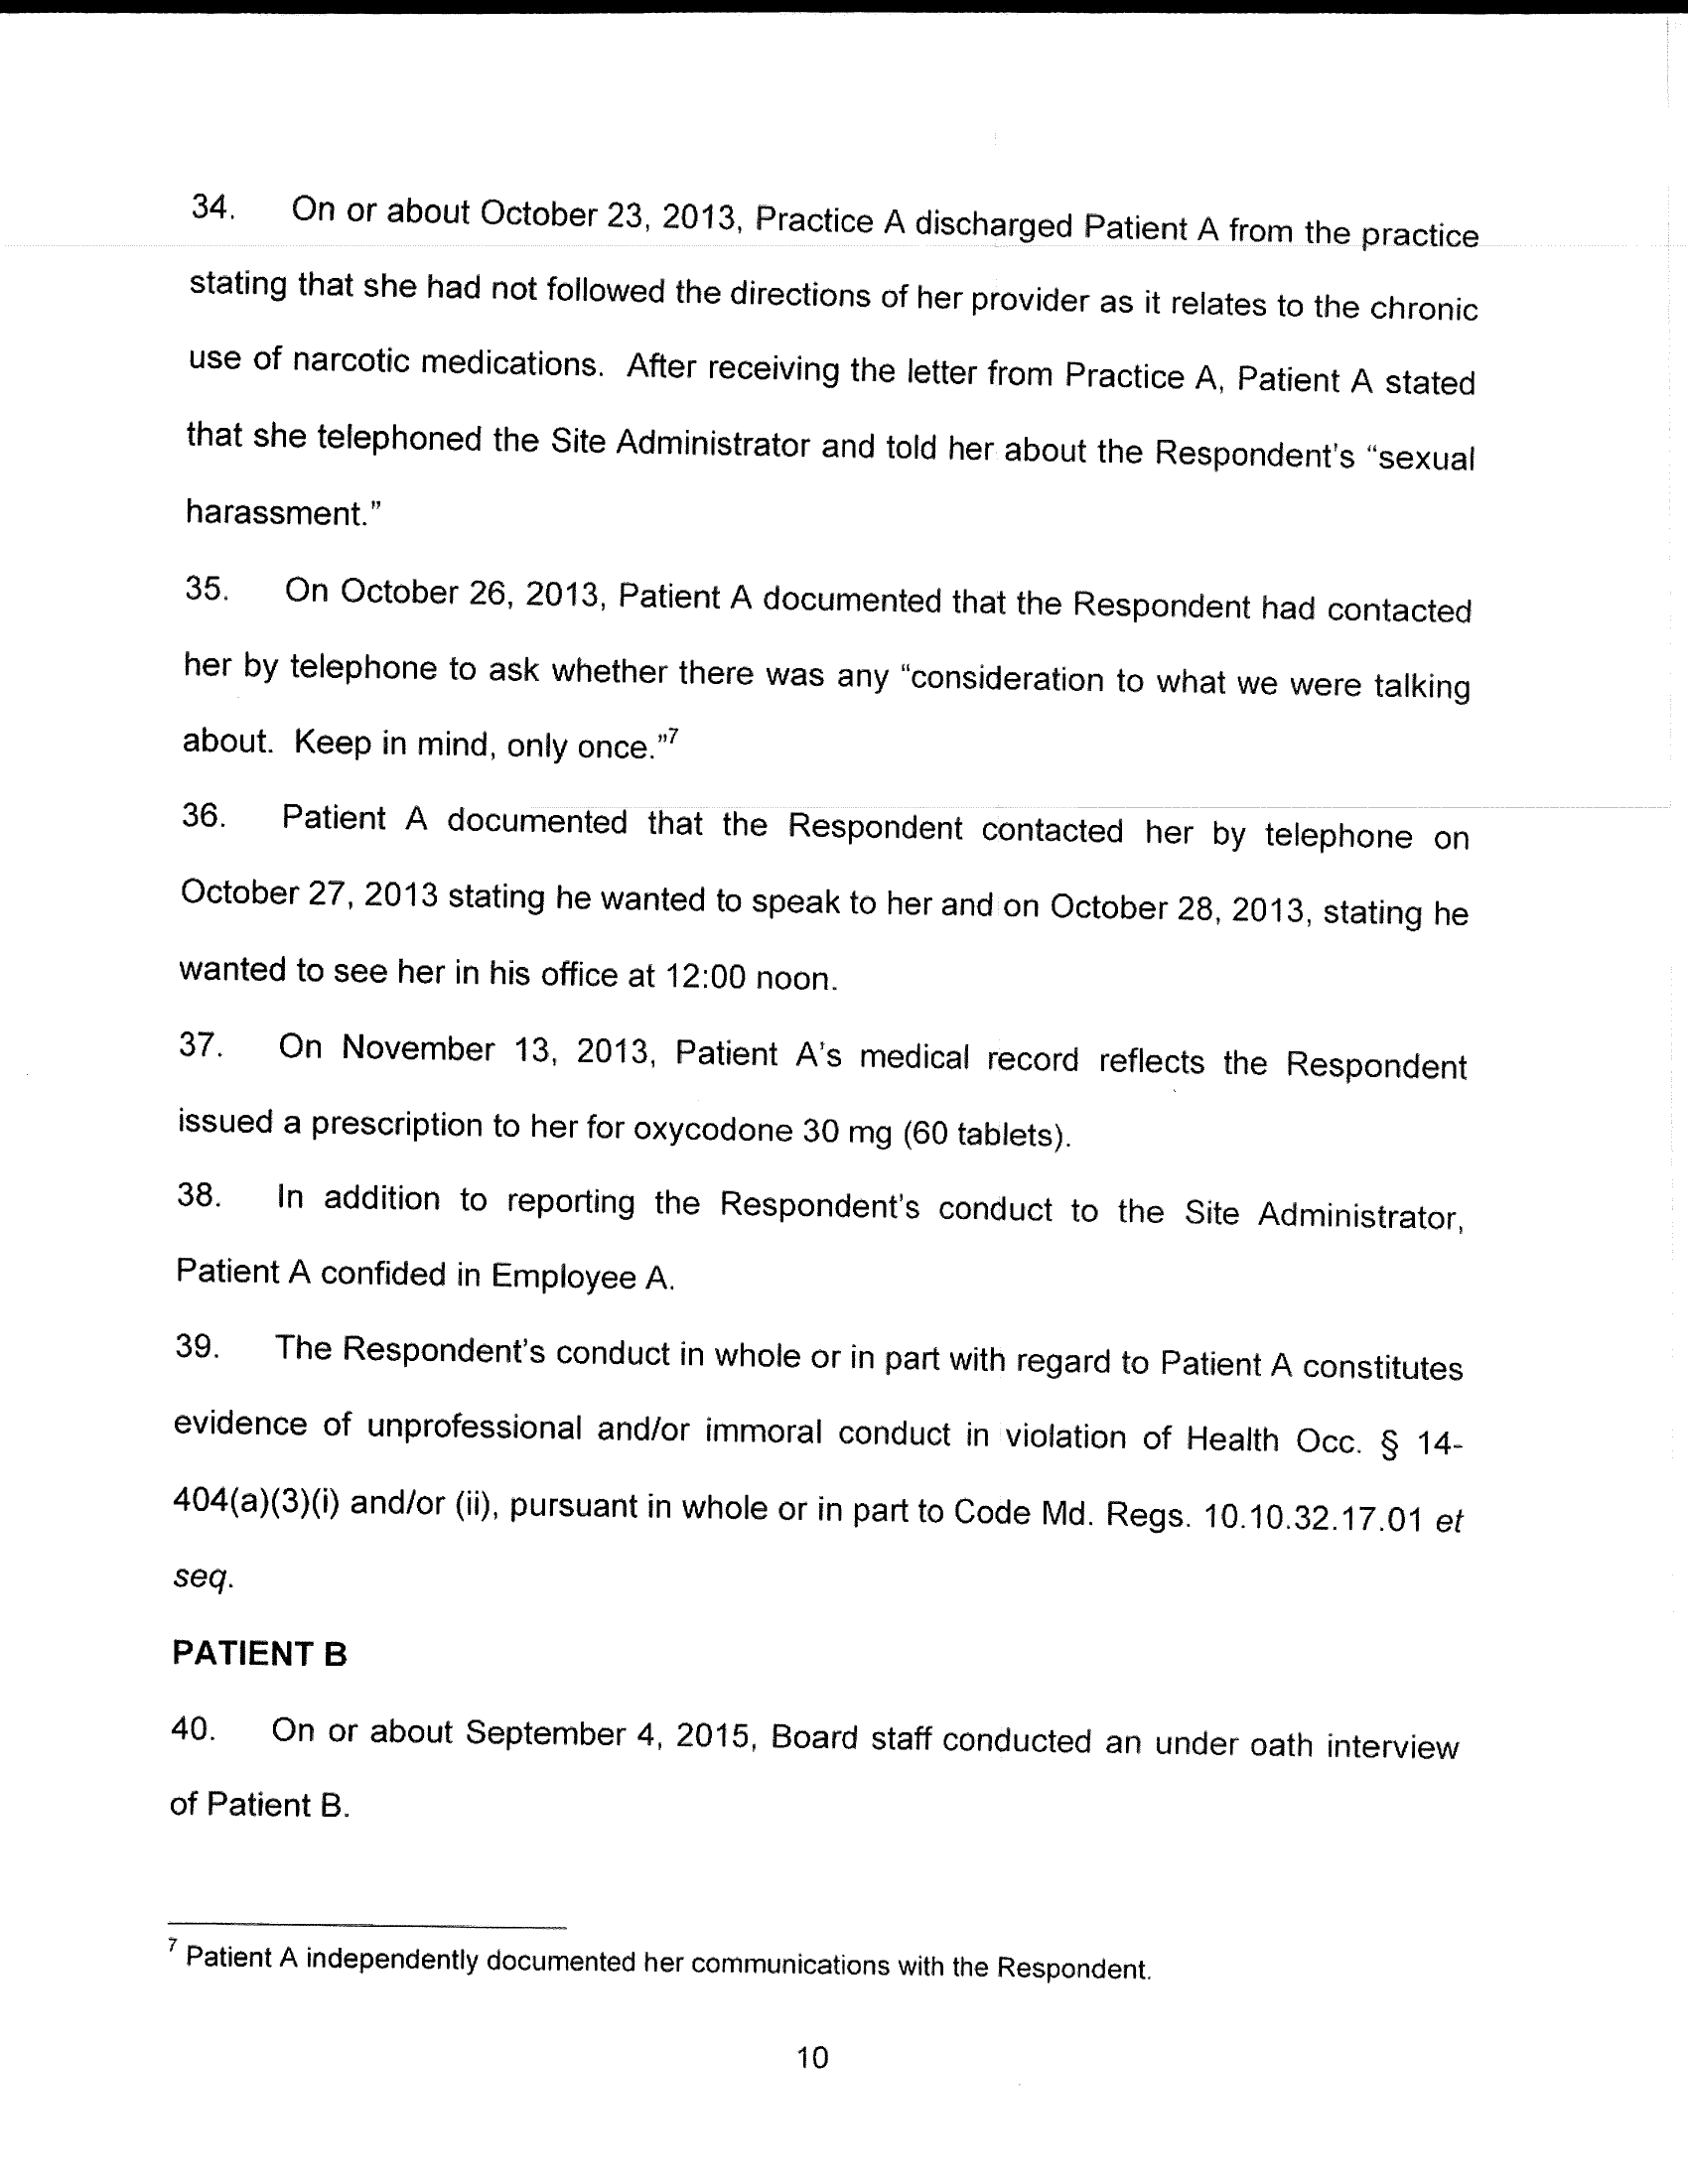 34. On or about October 23, 2013, Practice A discharged Patient A from the practice
stating that she had not followed the directions of her provider as it relates to the chronic
use of narcotic medications. After receiving the letter from Practice A, Patient A stated
that she telephoned the Site Administrator and told her about the Respondent's “sexual
harassment.”
35. On October 26, 2013, Patient A documented that the Respondent had contacted
her by telephone to ask whether there was any “consideration to what we were talking
about. Keep in mind, only once.”7
36. Patient A documented that the Respondent contacted her by telephone on
October 27, 2013 stating he wanted to speak to her and on October 28, 2013, stating he
wanted to see her in his office at 12:00 noon.
37. On November 13, 2013, Patient A's medical record reflects the Respondent
issued a prescription to her for oxycodone 30 mg (60 tablets).
38. In addition to reporting the Respondent's conduct to the Site Administrator,
Patient A confided in Employee A.
39. The Respondent's conduct in whole or in part with regard to Patient A constitutes
evidence of unprofessional and/or immoral conduct in violation of Health Occ. § 14-
404(a)(3)(i) and/or (ii), pursuant in whole or in part to Code Md. Regs. 10.10.32.17.01 et
seq.
PATIENT B
40. On or about September 4, 2015, Board staff conducted an under oath interview
of Patient B.
7 Patient A independently documented her communications with the Respondent.
10